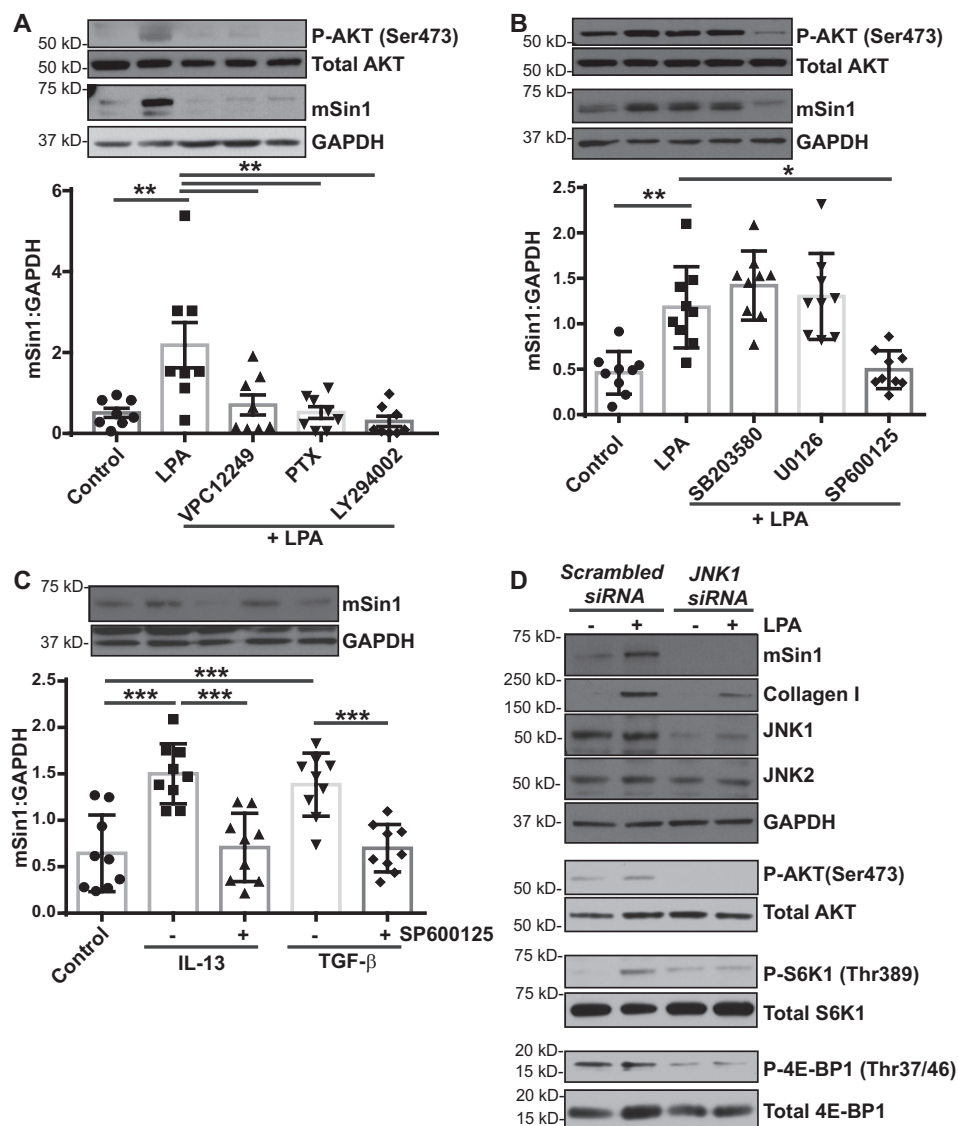 A
50 kD-
P-AKT (Ser473)
50 kD-
Total AKT
75 kD-
mSin1
37 kD-
GAPDH
**
**
6
4
2
0
mSin1:GAPDH
Control
LPA
VPC12249
PTX
LY294002
+ LPA
B
50 kD-
P-AKT (Ser473)
50 kD-
Total AKT
75 kD-
mSin1
37 kD-
GAPDH
*
**
2.5
2.0
1.5
1.0
0.5
0.0
mSin1:GAPDH
Control
LPA
SB203580
U0126
SP600125
+ LPA
C
75 kD-
mSin1
37 kD-
GAPDH
***
*** ***
***
2.5
2.0
1.5
1.0
0.5
0.0
mSin1:GAPDH
Control
- + - + SP600125
IL-13 TGF-β
D
Scrambled siRNA
JNK1 siRNA
- + - + LPA
75 kD-
mSin1
250 kD-
Collagen I
150 kD-
JNK1
50 kD-
JNK2
50 kD-
37 kD-
GAPDH
P-AKT(Ser473)
50 kD-
Total AKT
50 kD-
75 kD-
P-S6K1 (Thr389)
75 kD-
Total S6K1
20 kD-
P-4E-BP1 (Thr37/46)
15 kD-
20 kD-
Total 4E-BP1
15 kD-